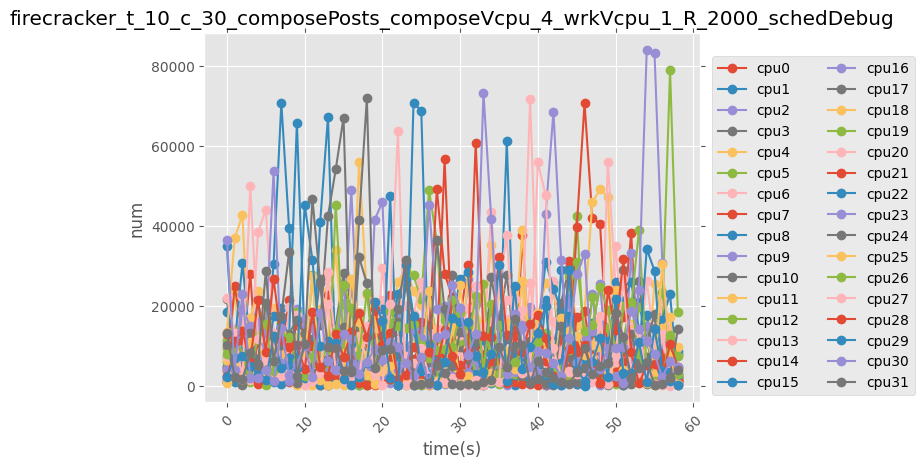 firecracker_t_10_c_30_composePosts_composeVcpu_4_wrkVcpu_1_R_2000_schedDebug
80000
60000
40000
20000
0
num
0 10 20 30 40 50 60
time(s)
cpu0 cpu16
cpu1 cpu17
cpu2 cpu18
cpu3 cpu19
cpu4 cpu20
cpu5 cpu21
cpu6 cpu22
cpu7 cpu23
cpu8 cpu24
cpu9 cpu25
cpu10 cpu26
cpu11 cpu27
cpu12 cpu28
cpu13 cpu29
cpu14 cpu30
cpu15 cpu31